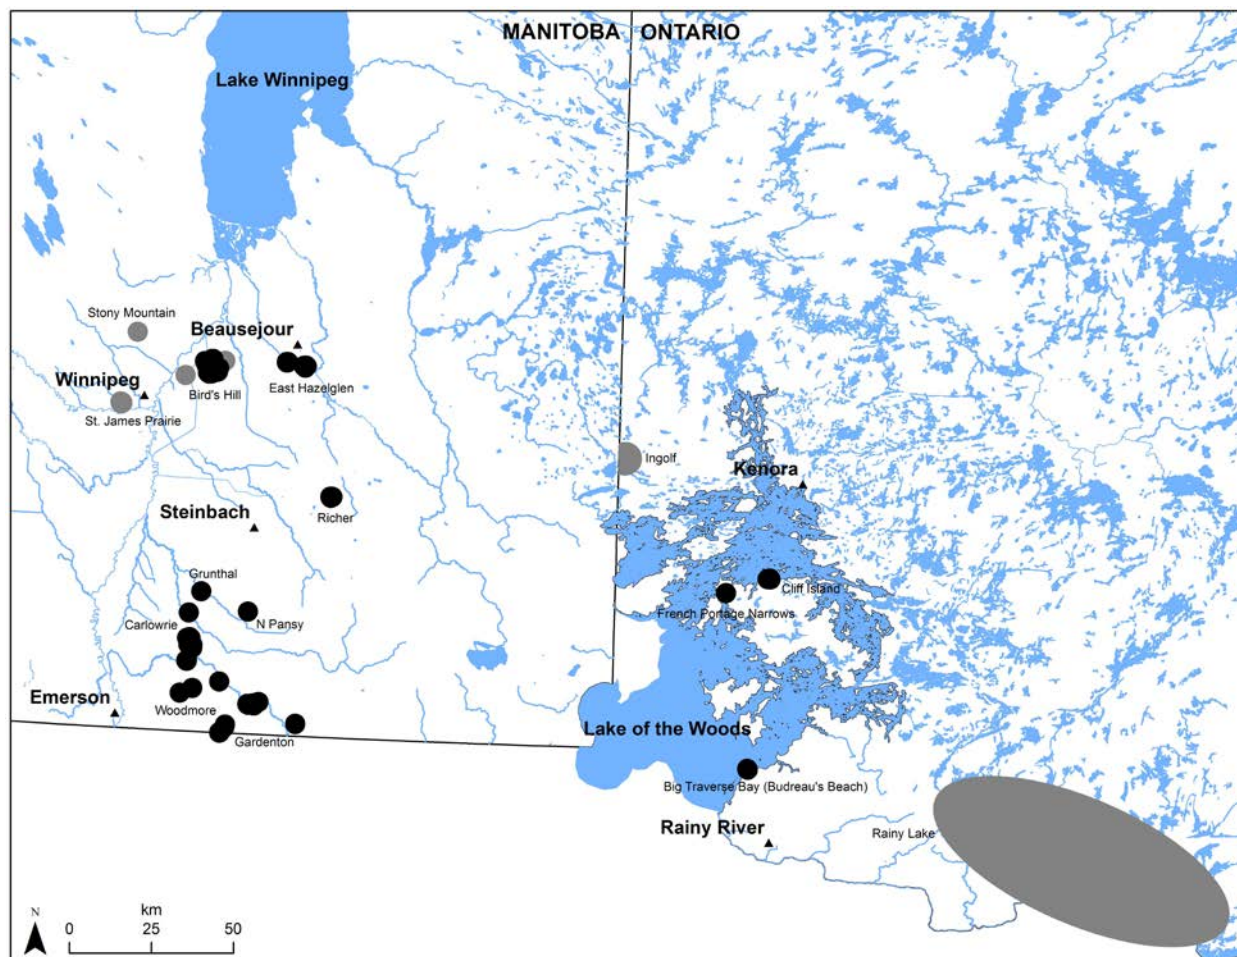 MANITOBA ONTARIO
Lake Winnipeg
Stony Mountain
Beausejour
Winnipeg
Bird's Hill
East Hazelglen
St. James Prairie
Ingolf
Kenora
Richer
Steinbach
Grunthal
Cliff Island
French Portage Narrows
Carlowrie
N Pansy
Emerson
Woodmore
Lake of the Woods
Gardenton
Big Traverse Bay (Budreau's Beach)
Rainy River
Rainy Lake
N
km
0 25 50